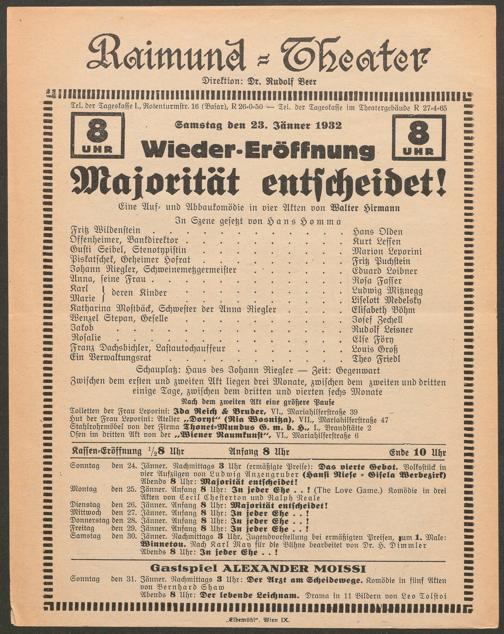 Raimund-Theater
Direktion: Dr. Rudolf Beer
Tel. der Tageskasse I., Rotenturmstr. 16 (Basar), R 26-0-50 — Tel. der Tageskasse im Theatergebäude R 27-4-65
8 UHR
Samstag den 23. Jänner 1932
8 UHR
Wieder-Eröffnung
Majorität entscheidet!
Eine Auf- und Abbaukomödie in vier Akten von Walter Hirmann
In Szene gesetzt von Hans Homma
Fritz Wildenstein . . . . . Hans Olden
Offenheimer, Bankdirektor . . . . . Kurt Lessen
Gusti Seidel, Stenotypistin . . . . . Marion Leporini
Piskatschek, Geheimer Hofrat . . . . . Fritz Puchstein
Johann Riegler, Schweinemetzgermeister . . . . . Eduard Loibner
Anna, seine Frau . . . . . Rosa Fasser
Karl } deren Kinder . . . . . Ludwig Mitznegg
Marie } . . . . . Liselott Medelsky
Katharina Mostbäck, Schwester der Anna Riegler . . . . . Elisabeth Böhm
Wenzel Stepan, Geselle . . . . . Josef Zechell
Jakob . . . . . Rudolf Leisner
Rosalie . . . . . Else Föry
Franz Dachsbichler, Lastautochauffeur . . . . . Louis Groß
Ein Verwaltungsrat . . . . . Theo Friedl
Schauplatz: Haus des Johann Riegler — Zeit: Gegenwart
Zwischen dem ersten und zweiten Akt liegen drei Monate, zwischen dem zweiten und dritten
einige Tage, zwischen dem dritten und vierten sechs Monate
Nach dem zweiten Akt eine größere Pause
Toiletten der Frau Leporini: Ida Reich & Bruder, VI., Mariahilferstraße 39
Hut der Frau Leporini: Atelier „Doryt" (Ria Wosnitza), VII., Mariahilferstraße 47
Stahlrohrmöbel von der Firma Thonet-Mundus G. m. b. H., I., Brandstätte 2
Ofen im dritten Akt von der „Wiener Raumkunst", VI., Mariahilferstraße 6
Kassen-Eröffnung ½8 Uhr Anfang 8 Uhr Ende 10 Uhr
Sonntag den 24. Jänner. Nachmittags 3 Uhr (ermäßigte Preise): Das vierte Gebot. Volksstück in
vier Aufzügen von Ludwig Anzengruber (Hansi Niese - Gisela Werbezirk)
Abends 8 Uhr: Majorität entscheidet!
Montag den 25. Jänner. Anfang 8 Uhr: In jeder Ehe . . ! (The Love Game.) Komödie in drei
Akten von Cecil Chesterton und Ralph Neale
Dienstag den 26. Jänner. Anfang 8 Uhr: Majorität entscheidet!
Mittwoch den 27. Jänner. Anfang 8 Uhr: In jeder Ehe . . !
Donnerstag den 28. Jänner. Anfang 8 Uhr: In jeder Ehe . . !
Freitag den 29. Jänner. Anfang 8 Uhr: In jeder Ehe . . !
Samstag den 30. Jänner. Nachmittags 3 Uhr, Jugendvorstellung bei ermäßigten Preisen, zum 1. Male:
Winnetou. Nach Karl May für die Bühne bearbeitet von Dr. H. Dimmler
Abends 8 Uhr: In jeder Ehe . . !
Gastspiel ALEXANDER MOISSI
Sonntag den 31. Jänner. Nachmittags 3 Uhr: Der Arzt am Scheidewege. Komödie in fünf Akten
von Bernhard Shaw
Abends 8 Uhr: Der lebende Leichnam. Drama in 11 Bildern von Leo Tolstoi
„Elbemühl", Wien IX.